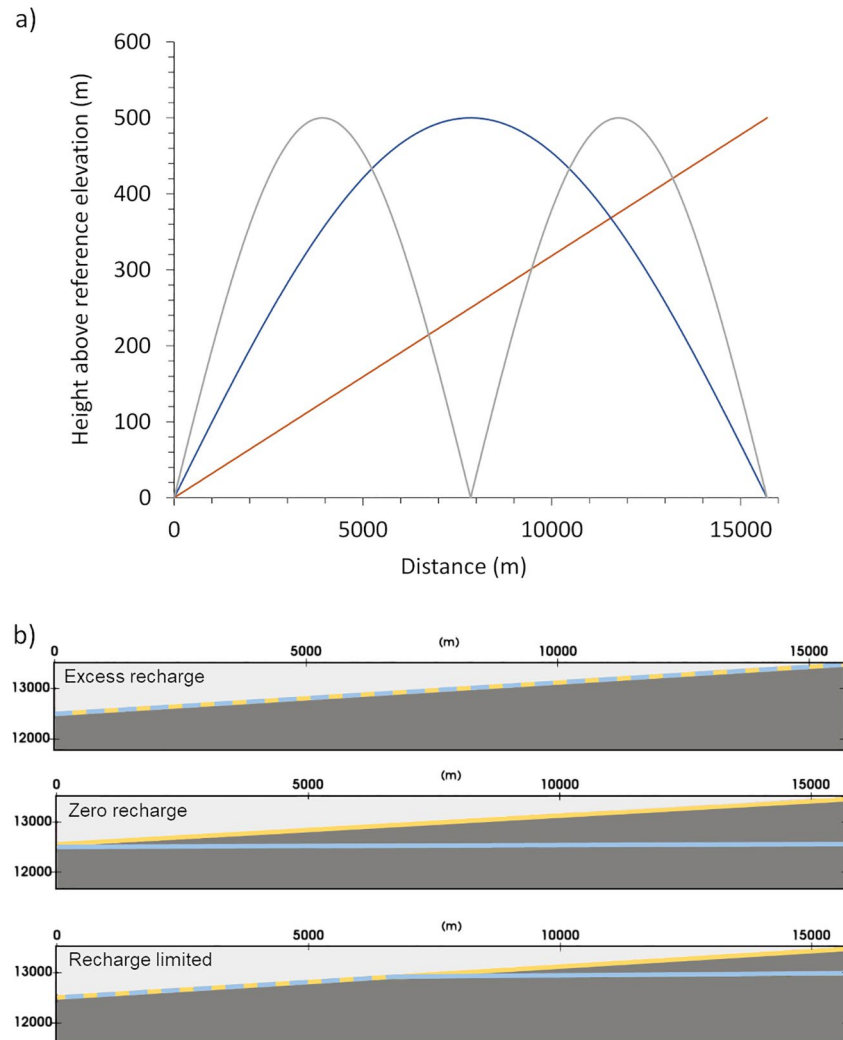 a)
600
500
400
300
200
100
0
Height above reference elevation (m)
0 5000 10000 15000
Distance (m)
b)
0 5000 (m) 10000 15000
Excess recharge
13000
12000
0 5000 (m) 10000 15000
Zero recharge
13000
12000
0 5000 (m) 10000 15000
Recharge limited
13000
12000